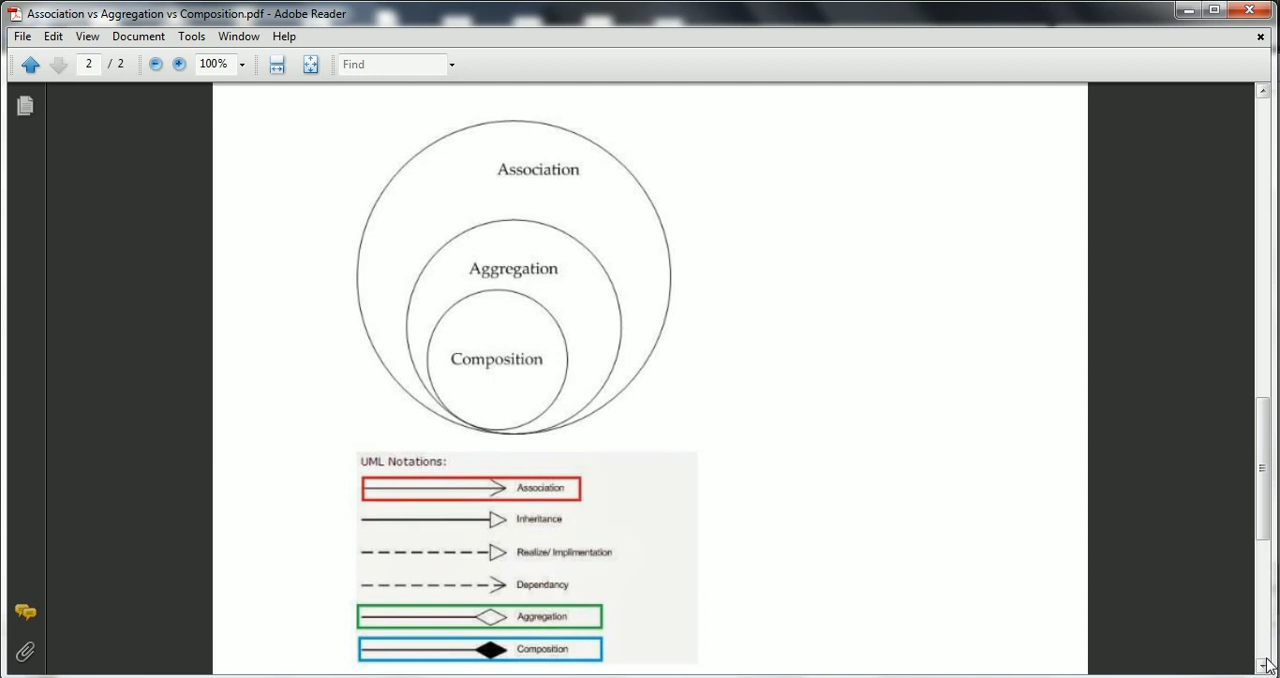 Association vs Aggregation vs Composition.pdf - Adobe Reader
File Edit View Document Tools Window Help
2 / 2 100% Find
Association
Aggregation
Composition
UML Notations:
Association
Inheritance
Realize/ Implimentation
Dependancy
Aggregation
Composition